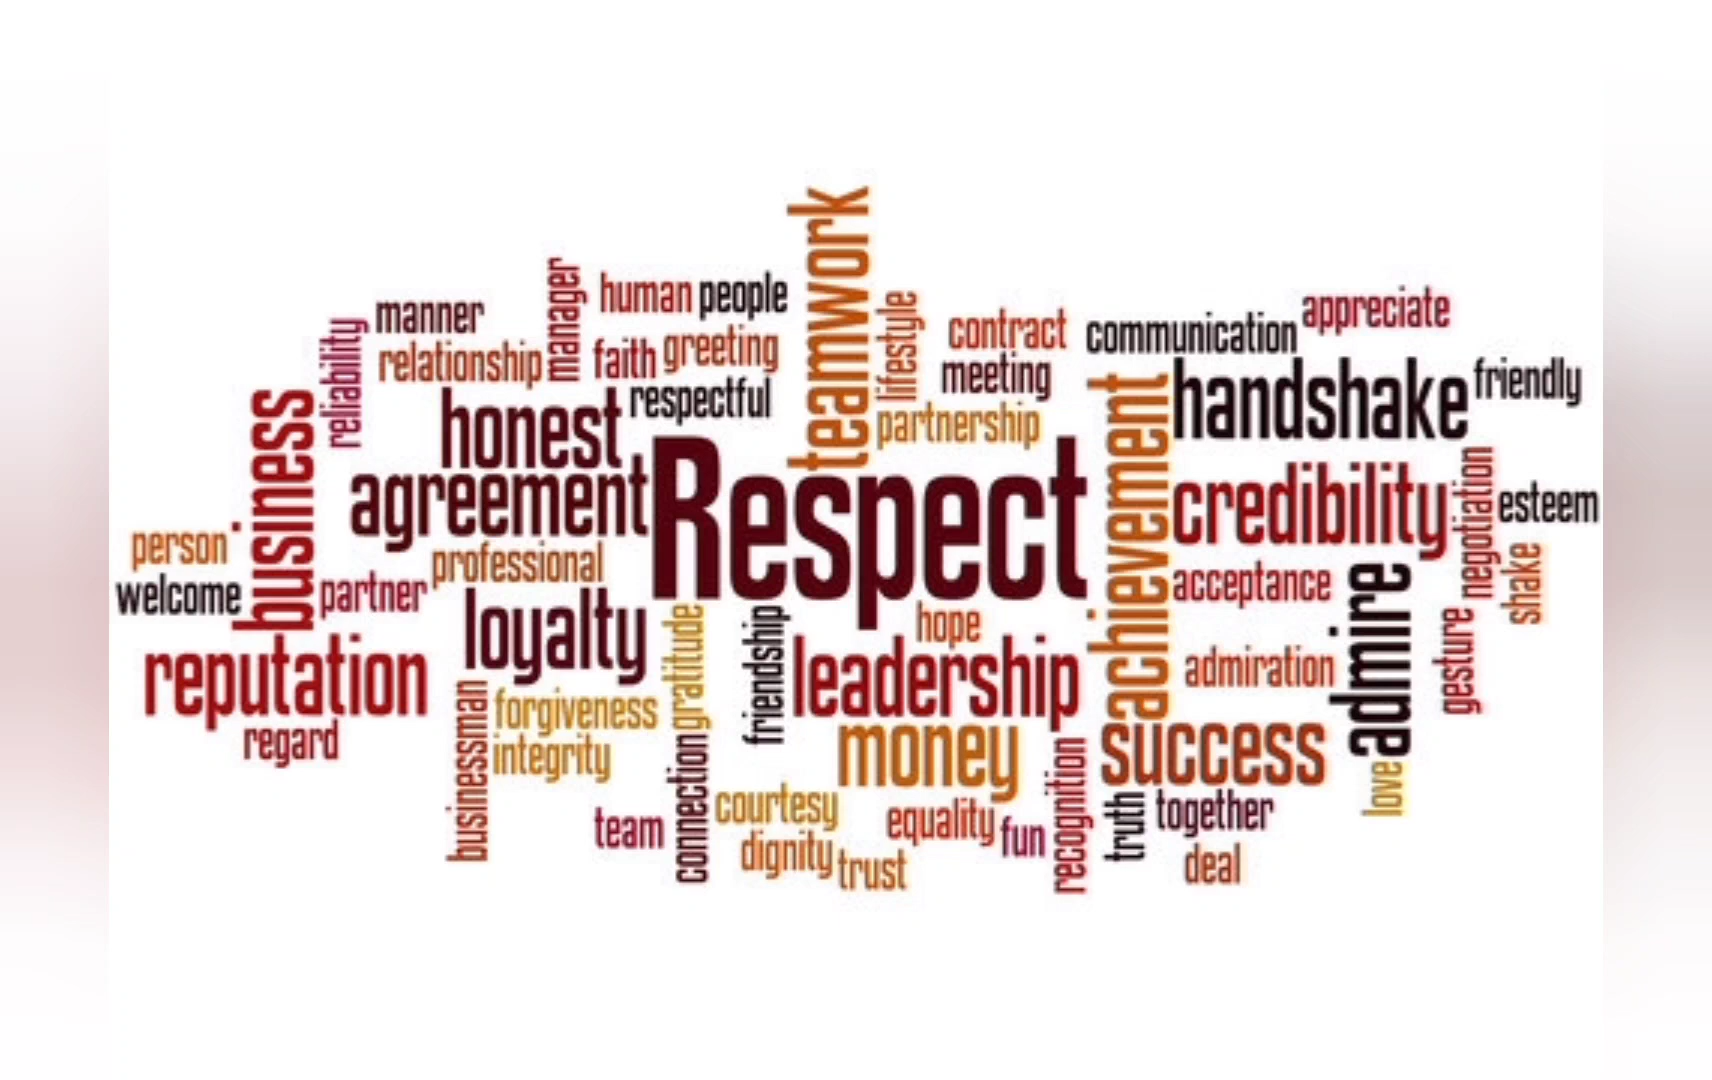 teamwork
manager
human people
lifestyle
appreciate
manner
reliability
contract
communication
relationship
faith greeting
meeting
handshake
friendly
respectful
achievement
business
honest
partnership
Respect
credibility
negotiation
agreement
esteem
person
professional
shake
welcome
partner
acceptance
admire
loyalty
gratitude
friendship
hope
gesture
reputation
leadership
admiration
businessman
forgiveness
regard
integrity
connection
money
recognition
success
love
team
courtesy
equality
fun
truth
together
dignity
trust
deal